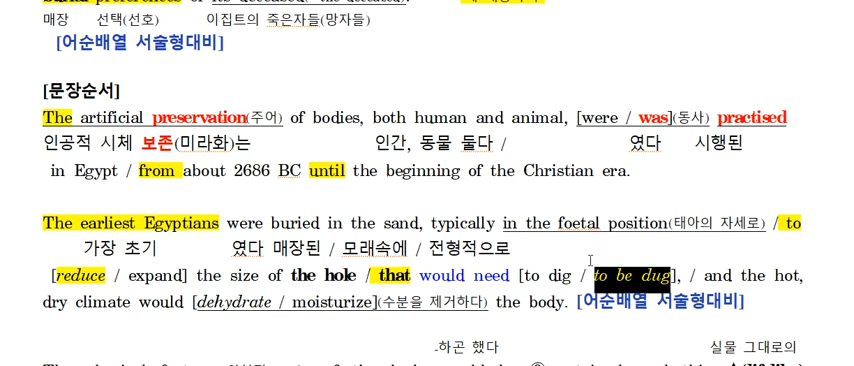 burial preferences of its deceased(=the deceased).
매장 선택(선호) 이집트의 죽은자들(망자들)
[어순배열 서술형대비]
[문장순서]
The artificial preservation(주어) of bodies, both human and animal, [were / was](동사) practised
인공적 시체 보존(미라화)는 인간, 동물 둘다 / 였다 시행된
in Egypt / from about 2686 BC until the beginning of the Christian era.
The earliest Egyptians were buried in the sand, typically in the foetal position(태아의 자세로) / to
가장 초기 였다 매장된 / 모래속에 / 전형적으로
[reduce / expand] the size of the hole / that would need [to dig / to be dug], / and the hot,
dry climate would [dehydrate / moisturize](수분을 제거하다) the body. [어순배열 서술형대비]
-하곤 했다 실물 그대로의